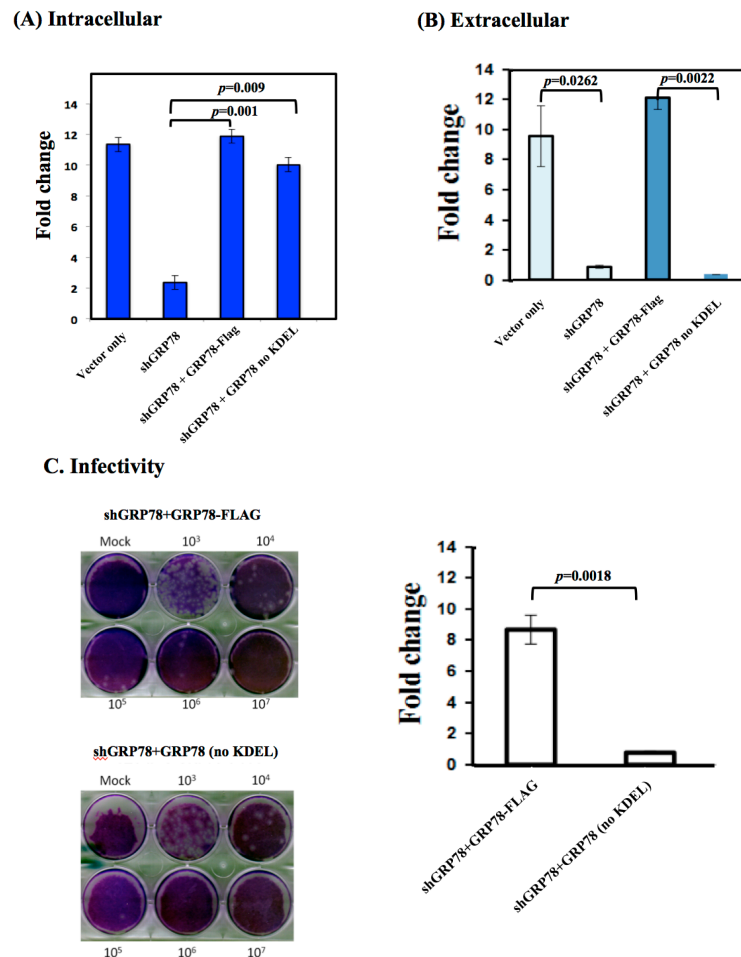 (A) Intracellular
Fold change
14
12
10
8
6
4
2
0
p=0.009
p=0.001
Vector only
shGRP78
shGRP78 + GRP78-Flag
shGRP78 + GRP78 no KDEL
(B) Extracellular
Fold change
14
12
10
8
6
4
2
0
p=0.0262
p=0.0022
Vector only
shGRP78
shGRP78 + GRP78-Flag
shGRP78 + GRP78 no KDEL
C. Infectivity
shGRP78+GRP78-FLAG
Mock 10³ 10⁴
10⁵ 10⁶ 10⁷
shGRP78+GRP78 (no KDEL)
Mock 10³ 10⁴
10⁵ 10⁶ 10⁷
Fold change
14
12
10
8
6
4
2
0
p=0.0018
shGRP78+GRP78-FLAG
shGRP78+GRP78 (no KDEL)